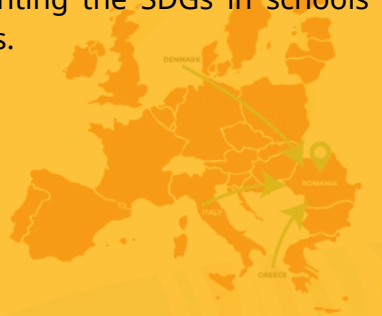 nting the SDGs in schools
s.
DENMARK
ROMANIA
ITALY
GREECE